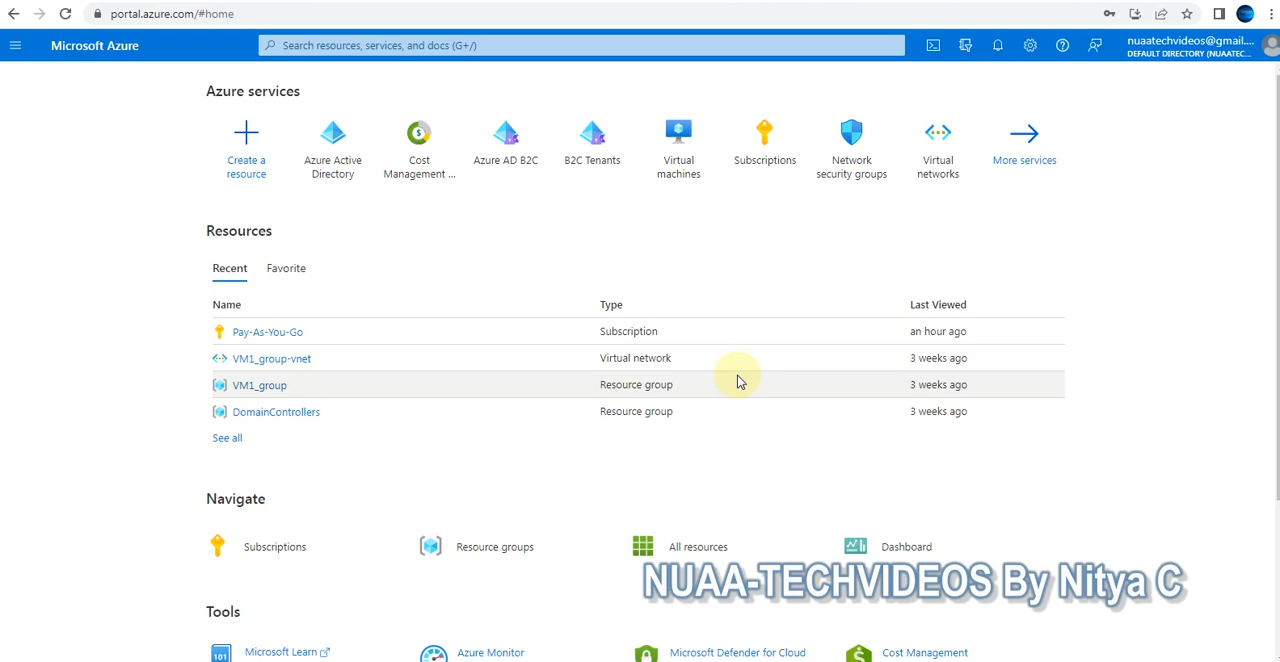 portal.azure.com/#home
Microsoft Azure
Search resources, services, and docs (G+/)
nuaatechvideos@gmail....
DEFAULT DIRECTORY (NUAATEC...
Azure services
Create a resource
Azure Active Directory
Cost Management ...
Azure AD B2C
B2C Tenants
Virtual machines
Subscriptions
Network security groups
Virtual networks
More services
Resources
Recent Favorite
Name Type Last Viewed
Pay-As-You-Go Subscription an hour ago
VM1_group-vnet Virtual network 3 weeks ago
VM1_group Resource group 3 weeks ago
DomainControllers Resource group 3 weeks ago
See all
Navigate
Subscriptions Resource groups All resources Dashboard
NUAA-TECHVIDEOS By Nitya C
Tools
101 Microsoft Learn Azure Monitor Microsoft Defender for Cloud Cost Management